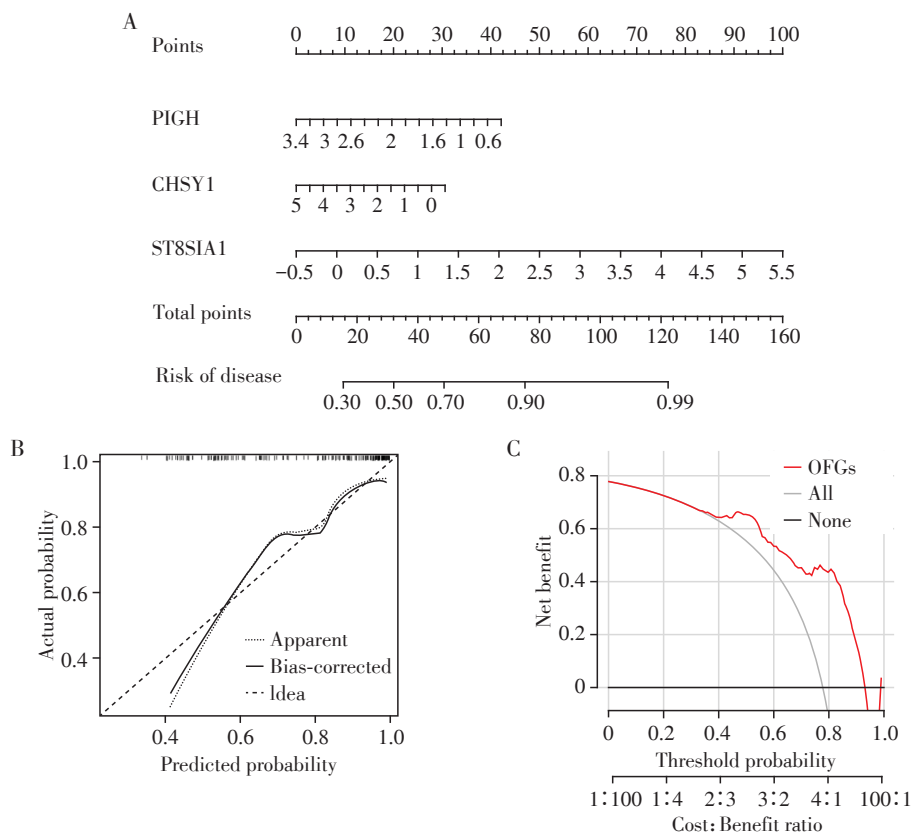 A
Points
0 10 20 30 40 50 60 70 80 90 100
PIGH
3.4 3 2.6 2 1.6 1 0.6
CHSY1
5 4 3 2 1 0
ST8SIA1
−0.5 0 0.5 1 1.5 2 2.5 3 3.5 4 4.5 5 5.5
Total points
0 20 40 60 80 100 120 140 160
Risk of disease
0.30 0.50 0.70 0.90 0.99
B
1.0
0.8
0.6
0.4
Actual probability
Apparent
Bias-corrected
Idea
0.4 0.6 0.8 1.0
Predicted probability
C
OFGs
All
None
0.8
0.6
0.4
0.2
0
Net benefit
0 0.2 0.4 0.6 0.8 1.0
Threshold probability
1:100 1:4 2:3 3:2 4:1 100:1
Cost:Benefit ratio